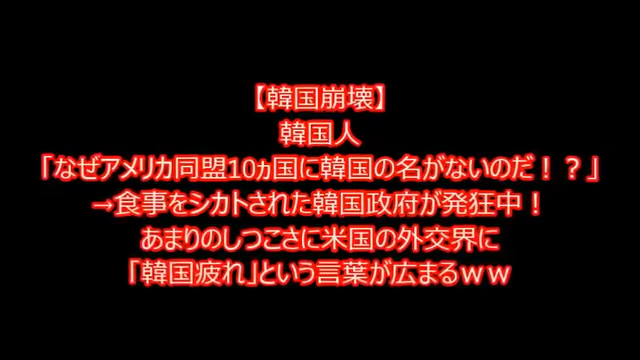 【韓国崩壊】
韓国人
「なぜアメリカ同盟10ヵ国に韓国の名がないのだ！？」
→食事をシカトされた韓国政府が発狂中！
あまりのしつこさに米国の外交界に
「韓国疲れ」という言葉が広まるｗｗ